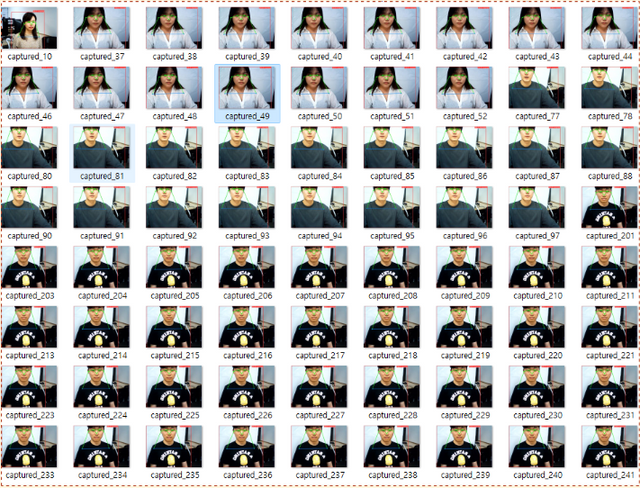 captured_10 captured_37 captured_38 captured_39 captured_40 captured_41 captured_42 captured_43 captured_44
captured_46 captured_47 captured_48 captured_49 captured_50 captured_51 captured_52 captured_77 captured_78
captured_80 captured_81 captured_82 captured_83 captured_84 captured_85 captured_86 captured_87 captured_88
captured_90 captured_91 captured_92 captured_93 captured_94 captured_95 captured_96 captured_97 captured_201
captured_203 captured_204 captured_205 captured_206 captured_207 captured_208 captured_209 captured_210 captured_211
captured_213 captured_214 captured_215 captured_216 captured_217 captured_218 captured_219 captured_220 captured_221
captured_223 captured_224 captured_225 captured_226 captured_227 captured_228 captured_229 captured_230 captured_231
captured_233 captured_234 captured_235 captured_236 captured_237 captured_238 captured_239 captured_240 captured_241